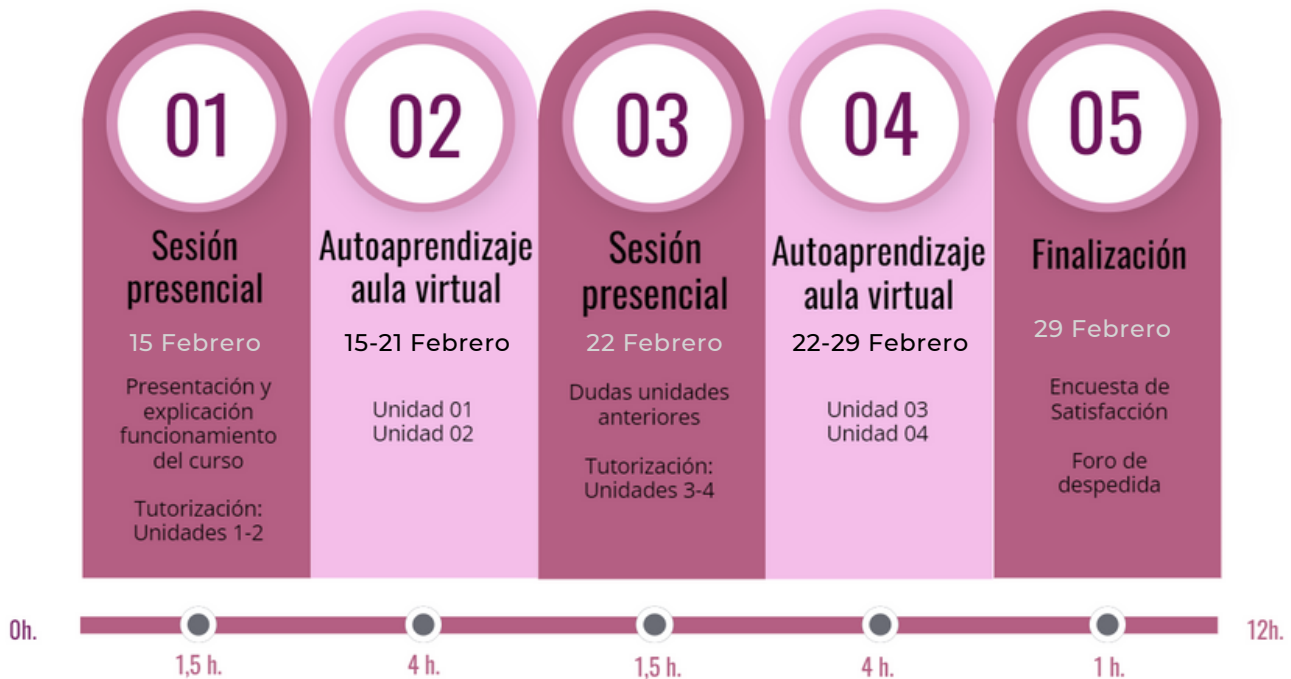 01
Sesión
presencial
15 Febrero
Presentación y
explicación
funcionamiento
del curso
Tutorización:
Unidades 1-2
02
Autoaprendizaje
aula virtual
15-21 Febrero
Unidad 01
Unidad 02
03
Sesión
presencial
22 Febrero
Dudas unidades
anteriores
Tutorización:
Unidades 3-4
04
Autoaprendizaje
aula virtual
22-29 Febrero
Unidad 03
Unidad 04
05
Finalización
29 Febrero
Encuesta de
Satisfacción
Foro de
despedida
0h.
12h.
1,5 h.
4 h.
1,5 h.
4 h.
1 h.